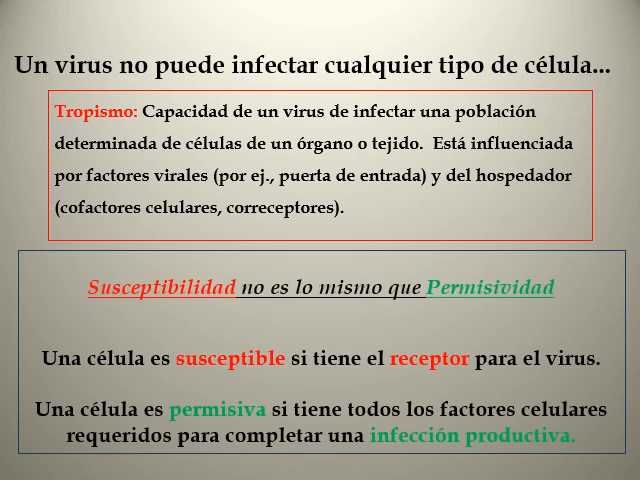 Un virus no puede infectar cualquier tipo de célula...
Tropismo: Capacidad de un virus de infectar una población
determinada de células de un órgano o tejido. Está influenciada
por factores virales (por ej., puerta de entrada) y del hospedador
(cofactores celulares, correceptores).
Susceptibilidad no es lo mismo que Permisividad
Una célula es susceptible si tiene el receptor para el virus.
Una célula es permisiva si tiene todos los factores celulares
requeridos para completar una infección productiva.